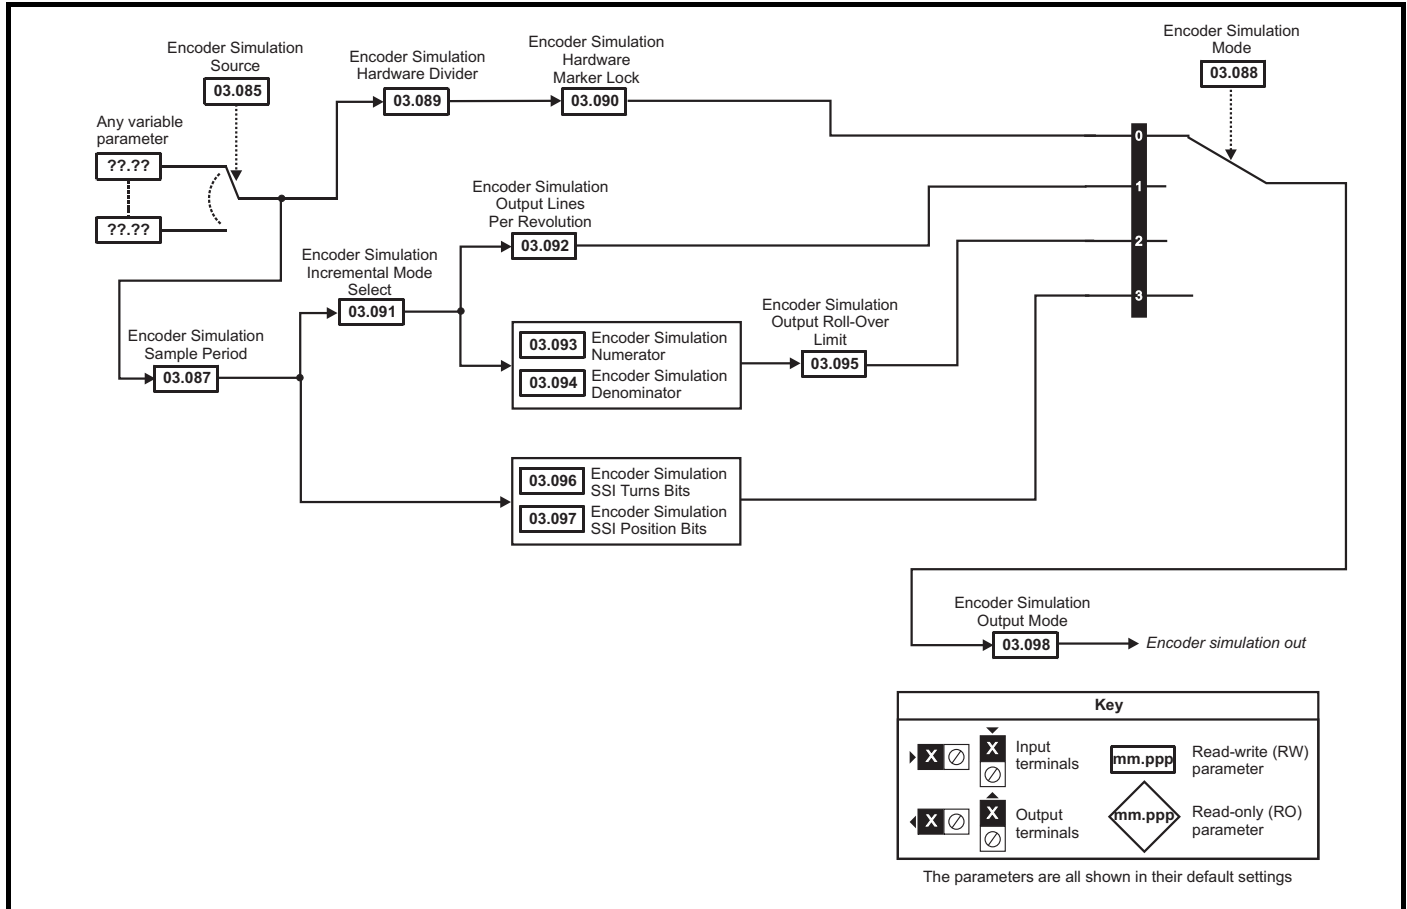 Encoder Simulation
Source
03.085
Encoder Simulation
Hardware Divider
03.089
Encoder Simulation
Hardware
Marker Lock
03.090
Encoder Simulation
Mode
03.088
Any variable
parameter
??.??
??.??
0
1
2
3
Encoder Simulation
Output Lines
Per Revolution
03.092
Encoder Simulation
Incremental Mode
Select
03.091
Encoder Simulation
Sample Period
03.087
03.093
Encoder Simulation
Numerator
03.094
Encoder Simulation
Denominator
Encoder Simulation
Output Roll-Over
Limit
03.095
03.096
Encoder Simulation
SSI Turns Bits
03.097
Encoder Simulation
SSI Position Bits
Encoder Simulation
Output Mode
03.098
Encoder simulation out
Key
X
X
Input
terminals
mm.ppp
Read-write (RW)
parameter
X
X
Output
terminals
mm.ppp
Read-only (RO)
parameter
The parameters are all shown in their default settings